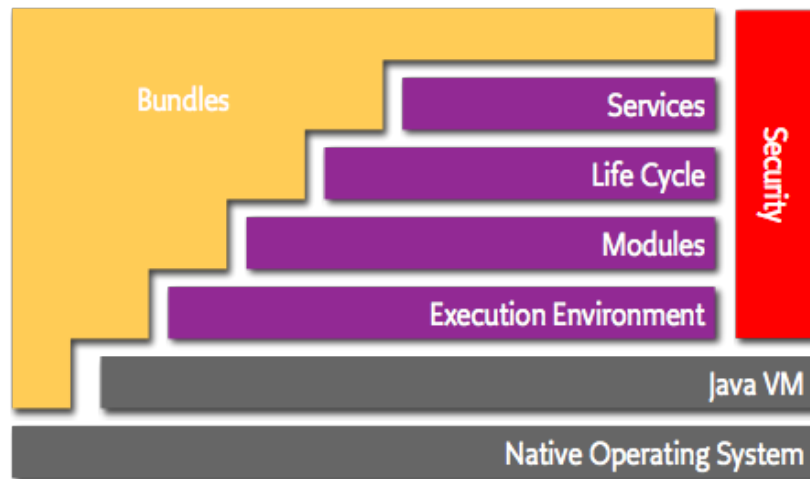 Bundles
Services
Life Cycle
Modules
Execution Environment
Security
Java VM
Native Operating System